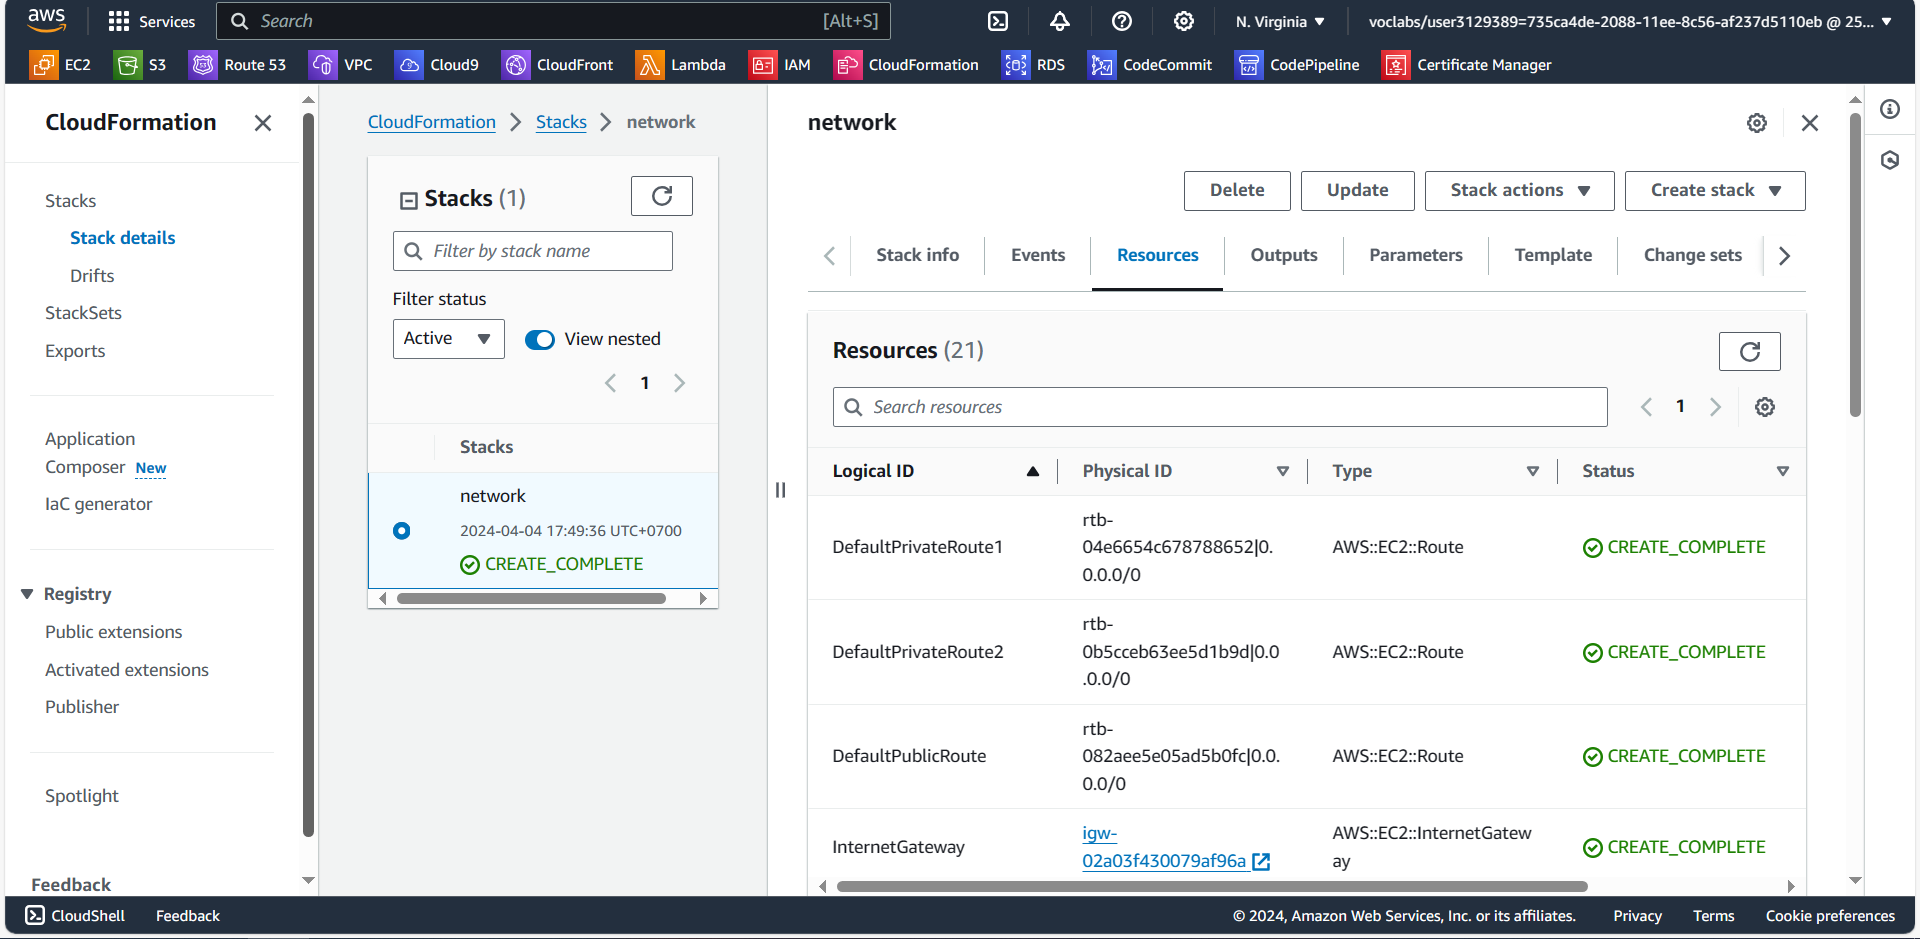 aws
Services
Search
[Alt+S]
N. Virginia
voclabs/user3129389=735ca4de-2088-11ee-8c56-af237d5110eb @ 25...
EC2
S3
Route 53
VPC
Cloud9
CloudFront
Lambda
IAM
CloudFormation
RDS
CodeCommit
CodePipeline
Certificate Manager
CloudFormation
Stacks
Stack details
Drifts
StackSets
Exports
Application
Composer New
IaC generator
Registry
Public extensions
Activated extensions
Publisher
Spotlight
Feedback
CloudFormation
Stacks
network
Stacks (1)
Filter by stack name
Filter status
Active
View nested
1
Stacks
network
2024-04-04 17:49:36 UTC+0700
CREATE_COMPLETE
network
Delete
Update
Stack actions
Create stack
Stack info
Events
Resources
Outputs
Parameters
Template
Change sets
Resources (21)
Search resources
1
Logical ID
Physical ID
Type
Status
DefaultPrivateRoute1
rtb-
04e6654c678788652|0.
0.0.0/0
AWS::EC2::Route
CREATE_COMPLETE
DefaultPrivateRoute2
rtb-
0b5cceb63ee5d1b9d|0.0
.0.0/0
AWS::EC2::Route
CREATE_COMPLETE
DefaultPublicRoute
rtb-
082aee5e05ad5b0fc|0.0.
0.0/0
AWS::EC2::Route
CREATE_COMPLETE
InternetGateway
igw-
02a03f430079af96a
AWS::EC2::InternetGatew
ay
CREATE_COMPLETE
CloudShell
Feedback
© 2024, Amazon Web Services, Inc. or its affiliates.
Privacy
Terms
Cookie preferences